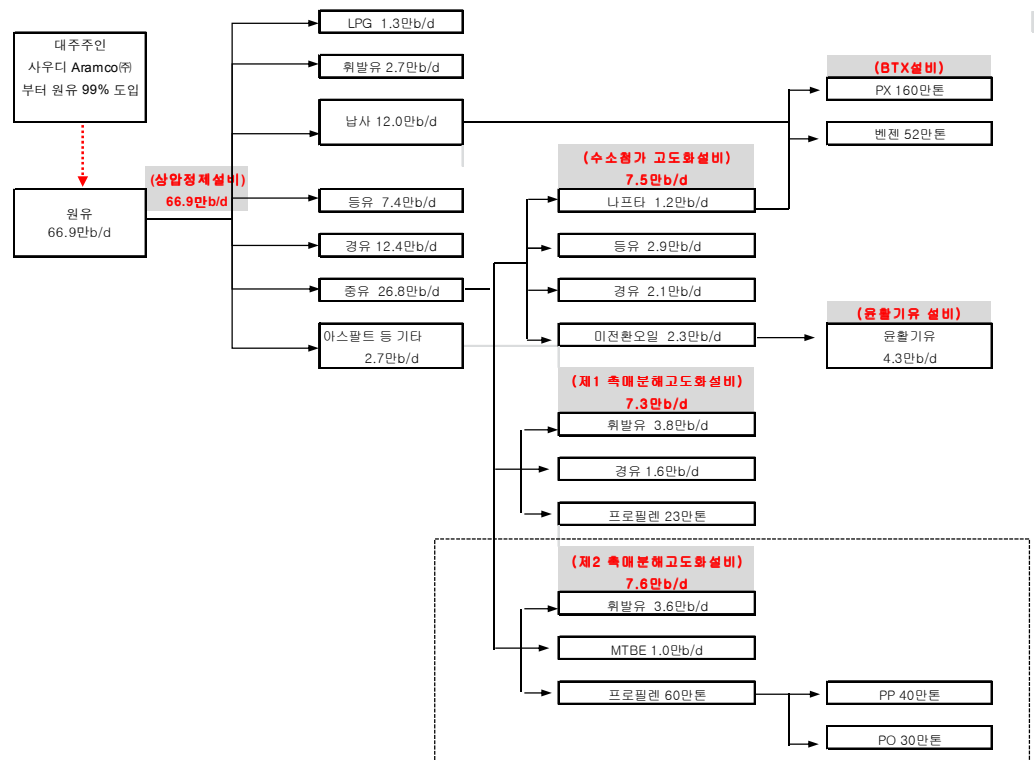 대주주인
사우디 Aramco㈜
부터 원유 99% 도입
원유
66.9만b/d
(상압정제설비)
66.9만b/d
LPG 1.3만b/d
휘발유 2.7만b/d
납사 12.0만b/d
등유 7.4만b/d
경유 12.4만b/d
중유 26.8만b/d
아스팔트 등 기타
2.7만b/d
(수소첨가 고도화설비)
7.5만b/d
나프타 1.2만b/d
등유 2.9만b/d
경유 2.1만b/d
미전환오일 2.3만b/d
(제1 촉매분해고도화설비)
7.3만b/d
휘발유 3.8만b/d
경유 1.6만b/d
프로필렌 23만톤
(제2 촉매분해고도화설비)
7.6만b/d
휘발유 3.6만b/d
MTBE 1.0만b/d
프로필렌 60만톤
(BTX설비)
PX 160만톤
벤젠 52만톤
(윤활기유 설비)
윤활기유
4.3만b/d
PP 40만톤
PO 30만톤